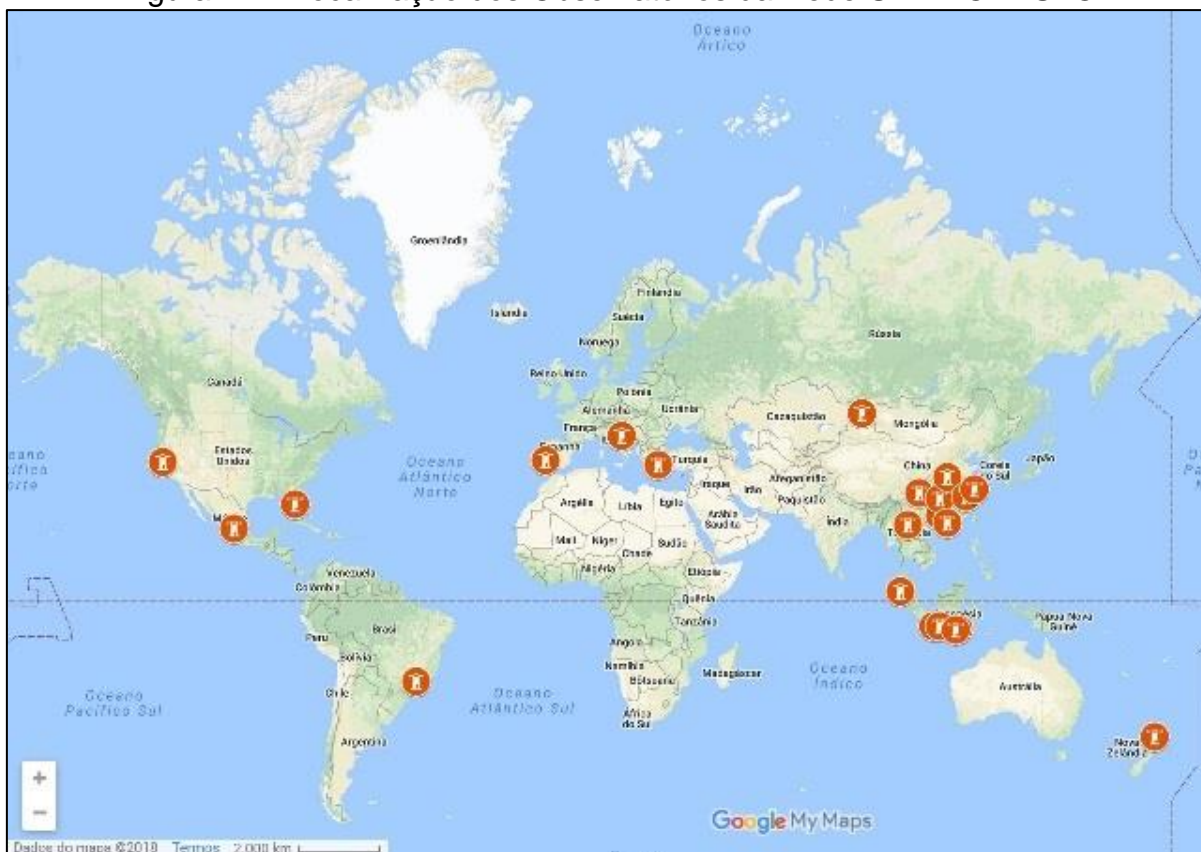 Oceano
Ártico
Groenlândia
Islândia
Finlândia
Suécia
Noruega
Rússia
Canadá
Reino Unido
Polônia
Alemanha
Ucrânia
França
Cazaquistão
Mongólia
Estados
Unidos
Oceano
Atlântico
Norte
Turquia
China
Coreia
do Sul
Japão
Iraque
Irã
Afeganistão
Paquistão
Argélia
Líbia
Egito
Arábia
Saudita
Índia
Mali
Níger
Chade
Sudão
Nigéria
Etiópia
Venezuela
Colômbia
Quênia
Tanzânia
Papua Nova
Guiné
Peru
Brasil
Bolívia
Angola
Namíbia
Botsuana
Madagáscar
Oceano
Índico
Oceano
Pacífico Sul
Chile
Oceano
Atlântico Sul
África
do Sul
Austrália
Argentina
Nova
Zelândia
+
−
Google My Maps
Dados do mapa ©2018 Termos 2.000 km